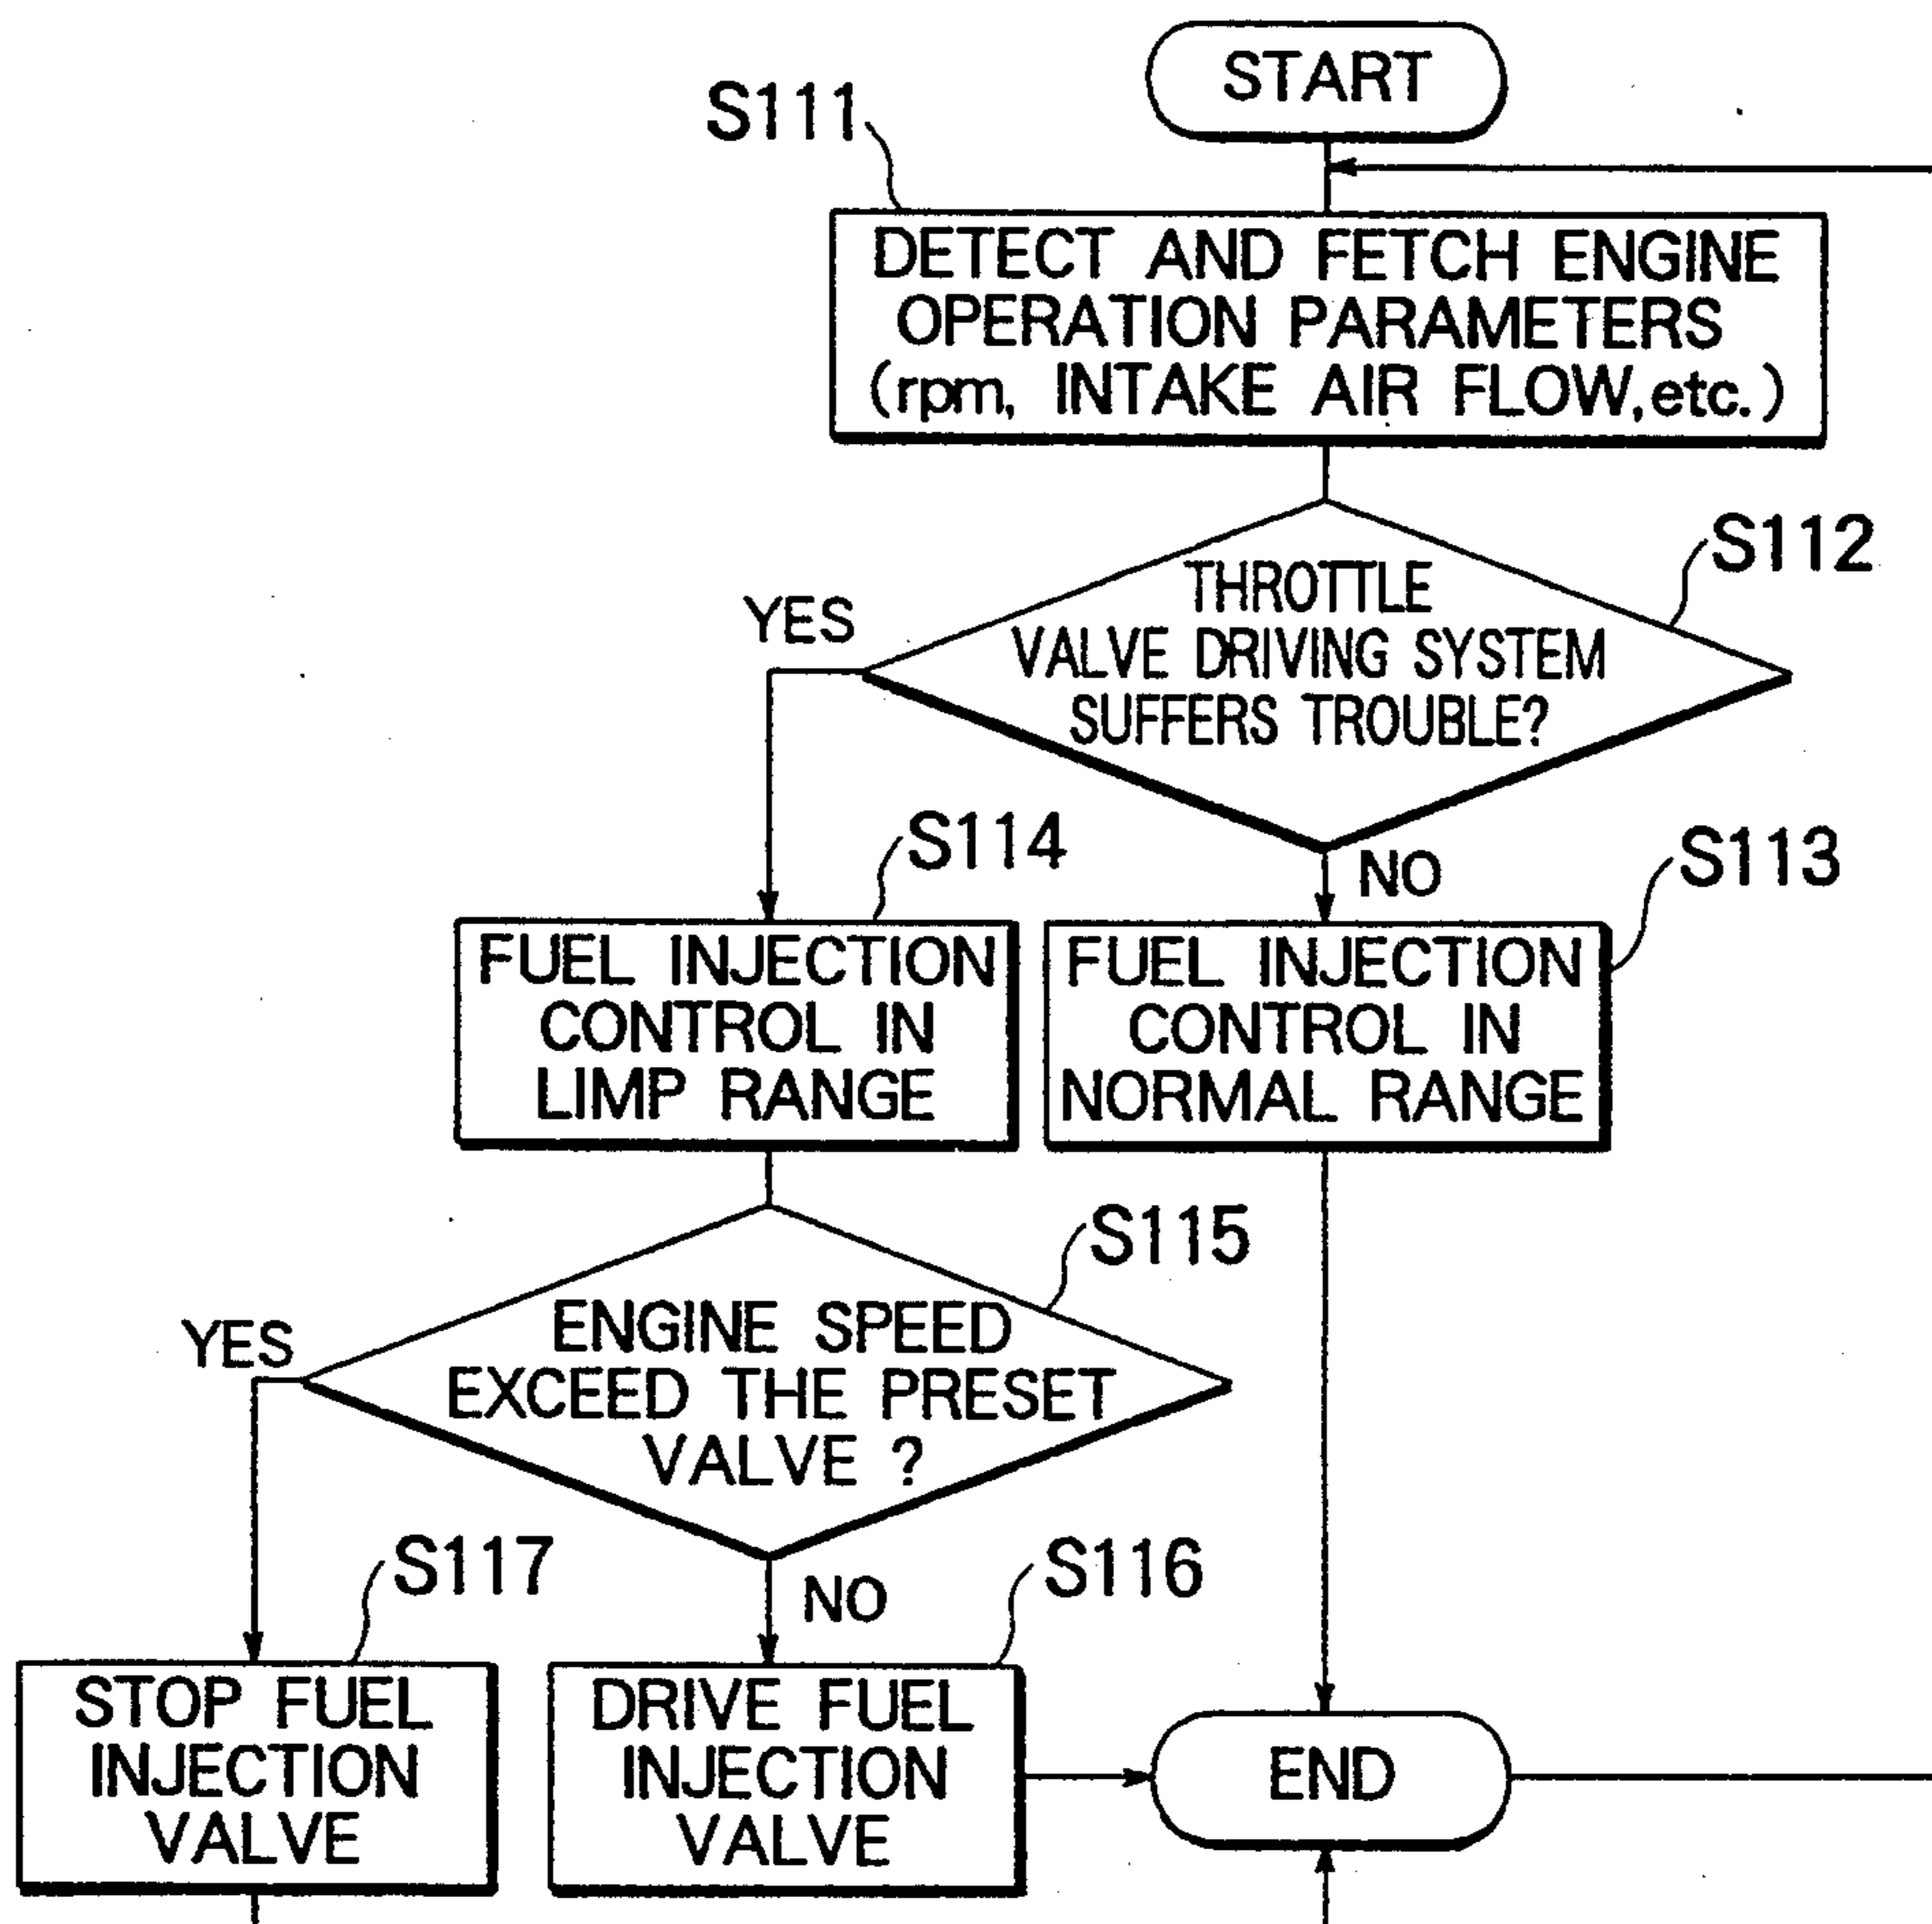 START
S111
DETECT AND FETCH ENGINE
OPERATION PARAMETERS
(rpm, INTAKE AIR FLOW,etc.)
S112
THROTTLE
VALVE DRIVING SYSTEM
SUFFERS TROUBLE?
YES
NO
S114
S113
FUEL INJECTION
CONTROL IN
LIMP RANGE
FUEL INJECTION
CONTROL IN
NORMAL RANGE
S115
ENGINE SPEED
EXCEED THE PRESET
VALVE ?
YES
NO
S117
S116
STOP FUEL
INJECTION
VALVE
DRIVE FUEL
INJECTION
VALVE
END